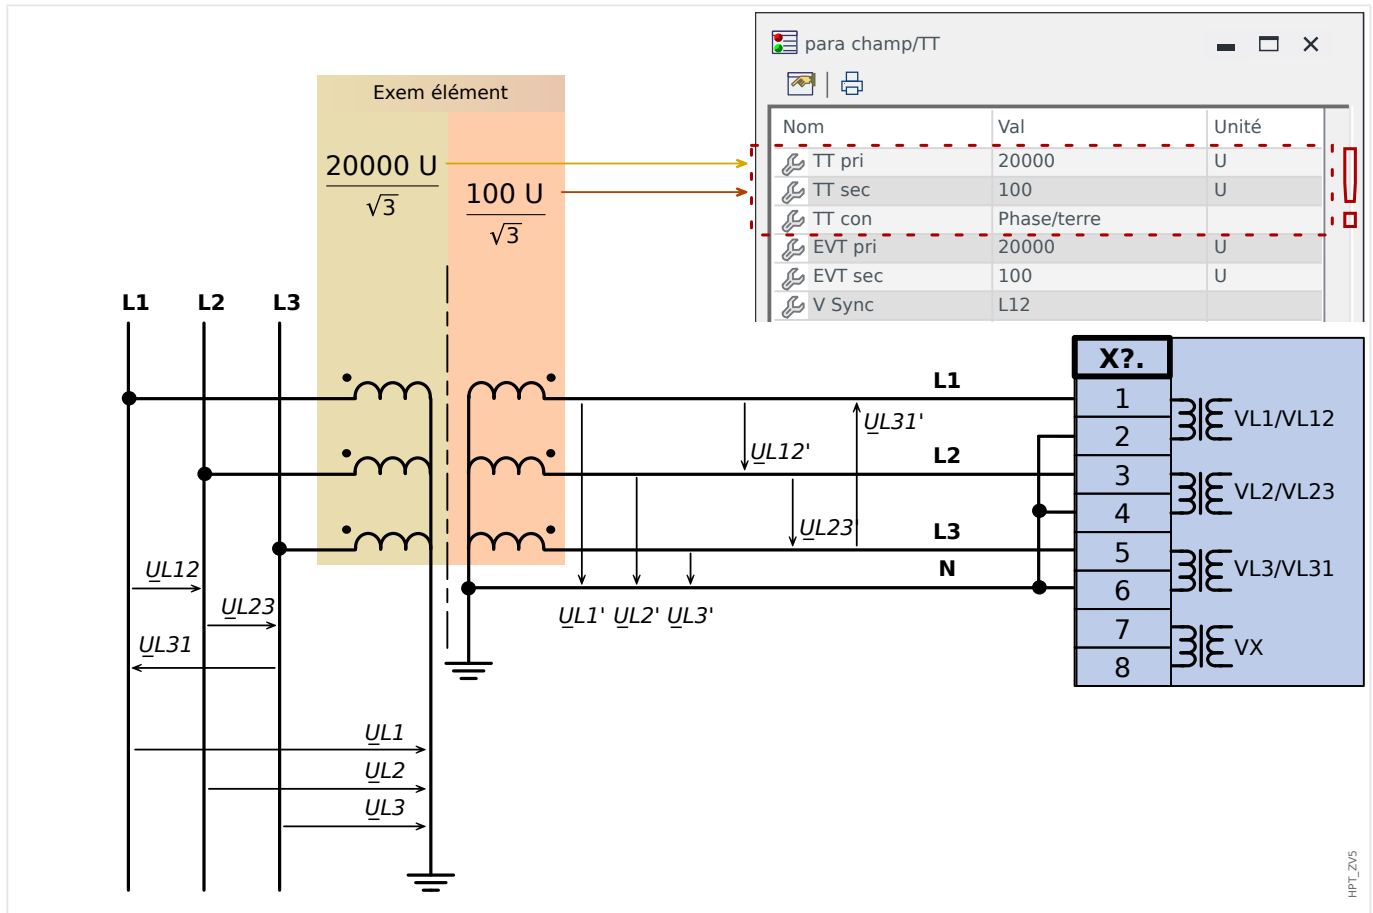 para champ/TT
Exem élément
Nom Val Unité
20000 U
√3
100 U
√3
TT pri 20000 U
TT sec 100 U
TT con Phase/terre
EVT pri 20000 U
EVT sec 100 U
V Sync L12
L1 L2 L3
X?.
L1
1
UL31'
VL1/VL12
2
UL12'
L2
3
VL2/VL23
4
UL23'
L3
5
N
VL3/VL31
UL12
6
UL23
UL1' UL2' UL3'
7
UL31
VX
8
UL1
UL2
UL3
HPT_ZV5